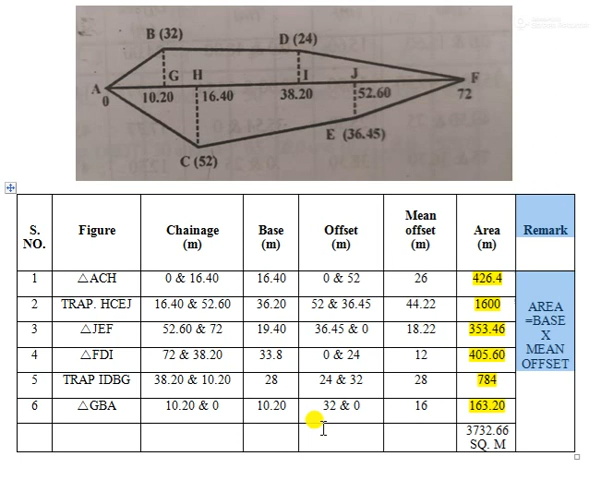 B (32)
D (24)
G H I J F
A
0 10.20 16.40 38.20 52.60 72
E (36.45)
C (52)
S. NO. Figure Chainage (m) Base (m) Offset (m) Mean offset (m) Area (m) Remark
1 △ACH 0 & 16.40 16.40 0 & 52 26 426.4
2 TRAP. HCEJ 16.40 & 52.60 36.20 52 & 36.45 44.22 1600
3 △JEF 52.60 & 72 19.40 36.45 & 0 18.22 353.46
4 △FDI 72 & 38.20 33.8 0 & 24 12 405.60
5 TRAP IDBG 38.20 & 10.20 28 24 & 32 28 784
6 △GBA 10.20 & 0 10.20 32 & 0 16 163.20
3732.66
SQ. M
AREA
=BASE
X
MEAN
OFFSET